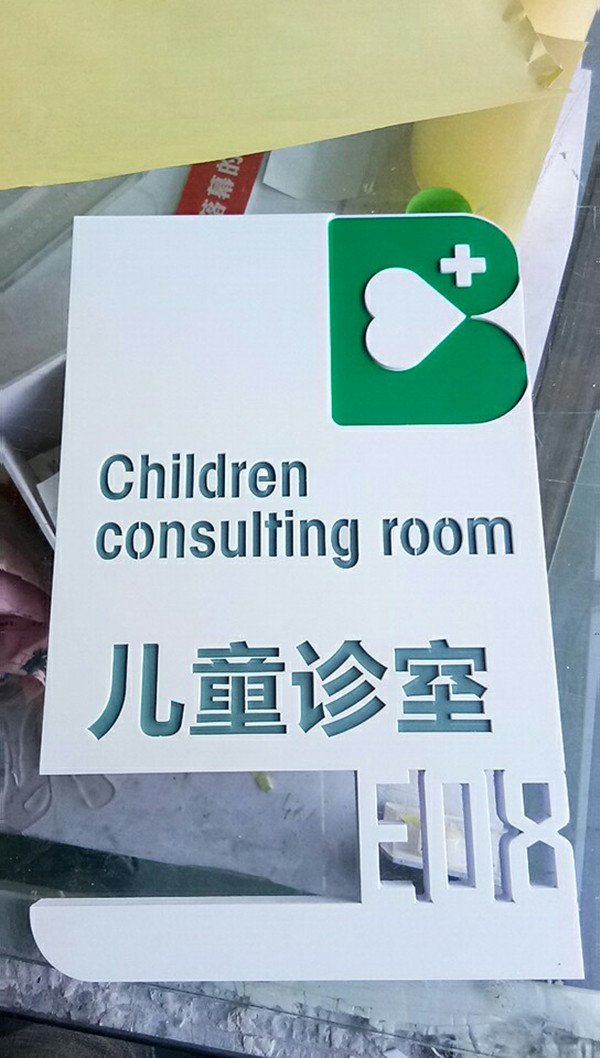 Children
consulting room
儿童诊室
E08